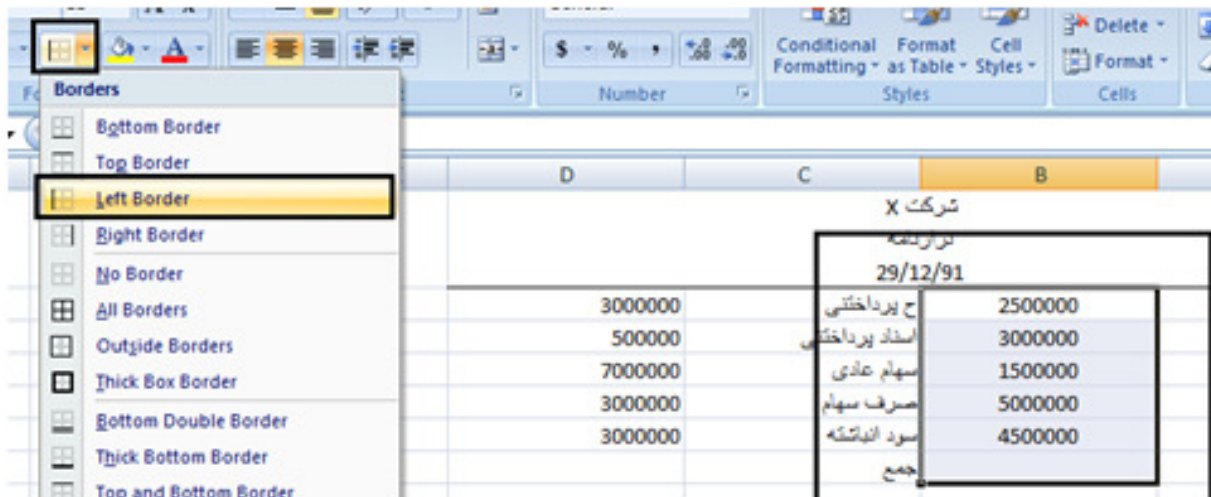 General
$ % ,
Conditional Formatting
Format as Table
Cell Styles
Delete
Format
Number
Styles
Cells
Borders
Bottom Border
Top Border
Left Border
Right Border
No Border
All Borders
Outside Borders
Thick Box Border
Bottom Double Border
Thick Bottom Border
Top and Bottom Border
D C B
شرکت X
ترازنامه
29/12/91
3000000 ح پرداختنی 2500000
500000 اسناد پرداختنی 3000000
7000000 سهام عادی 1500000
3000000 صرف سهام 5000000
3000000 سود انباشته 4500000
جمع